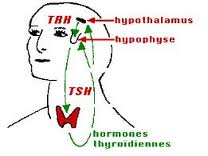 TRH
hypothalamus
hypophyse
TSH
hormones
thyroïdiennes